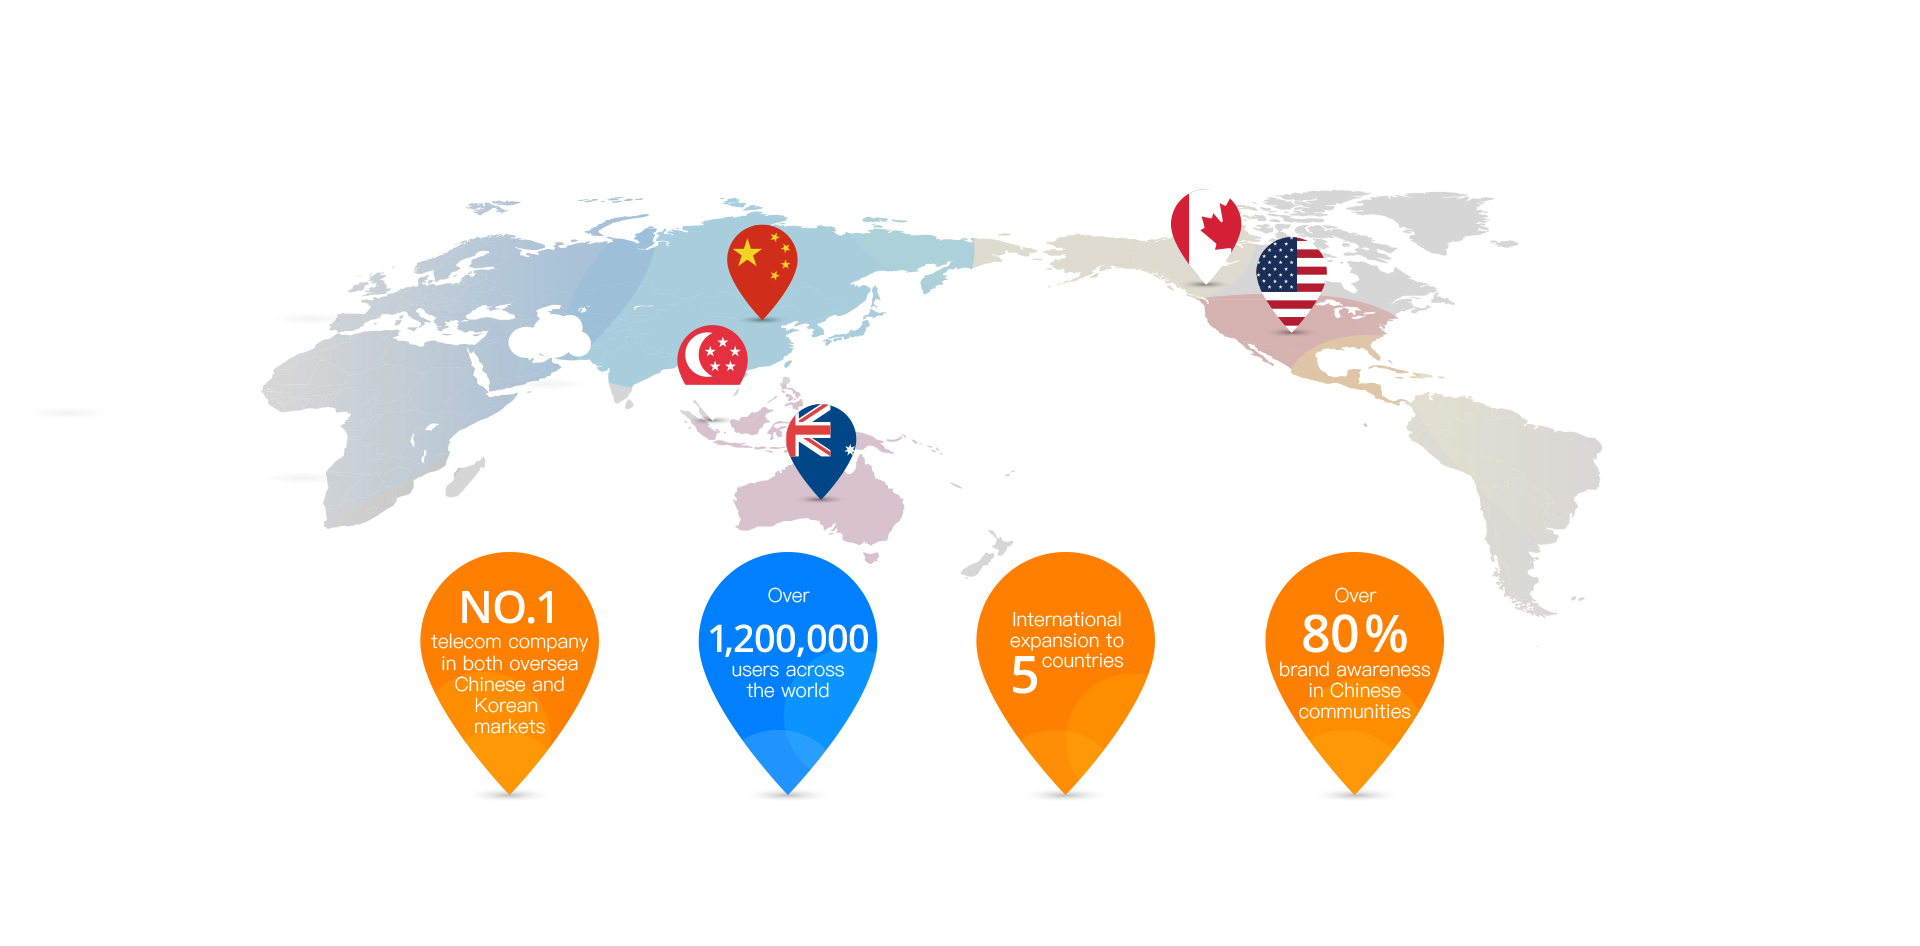 NO.1
telecom company
in both oversea
Chinese and
Korean
markets
Over
1,200,000
users across
the world
International
expansion to
5 countries
Over
80%
brand awareness
in Chinese
communities